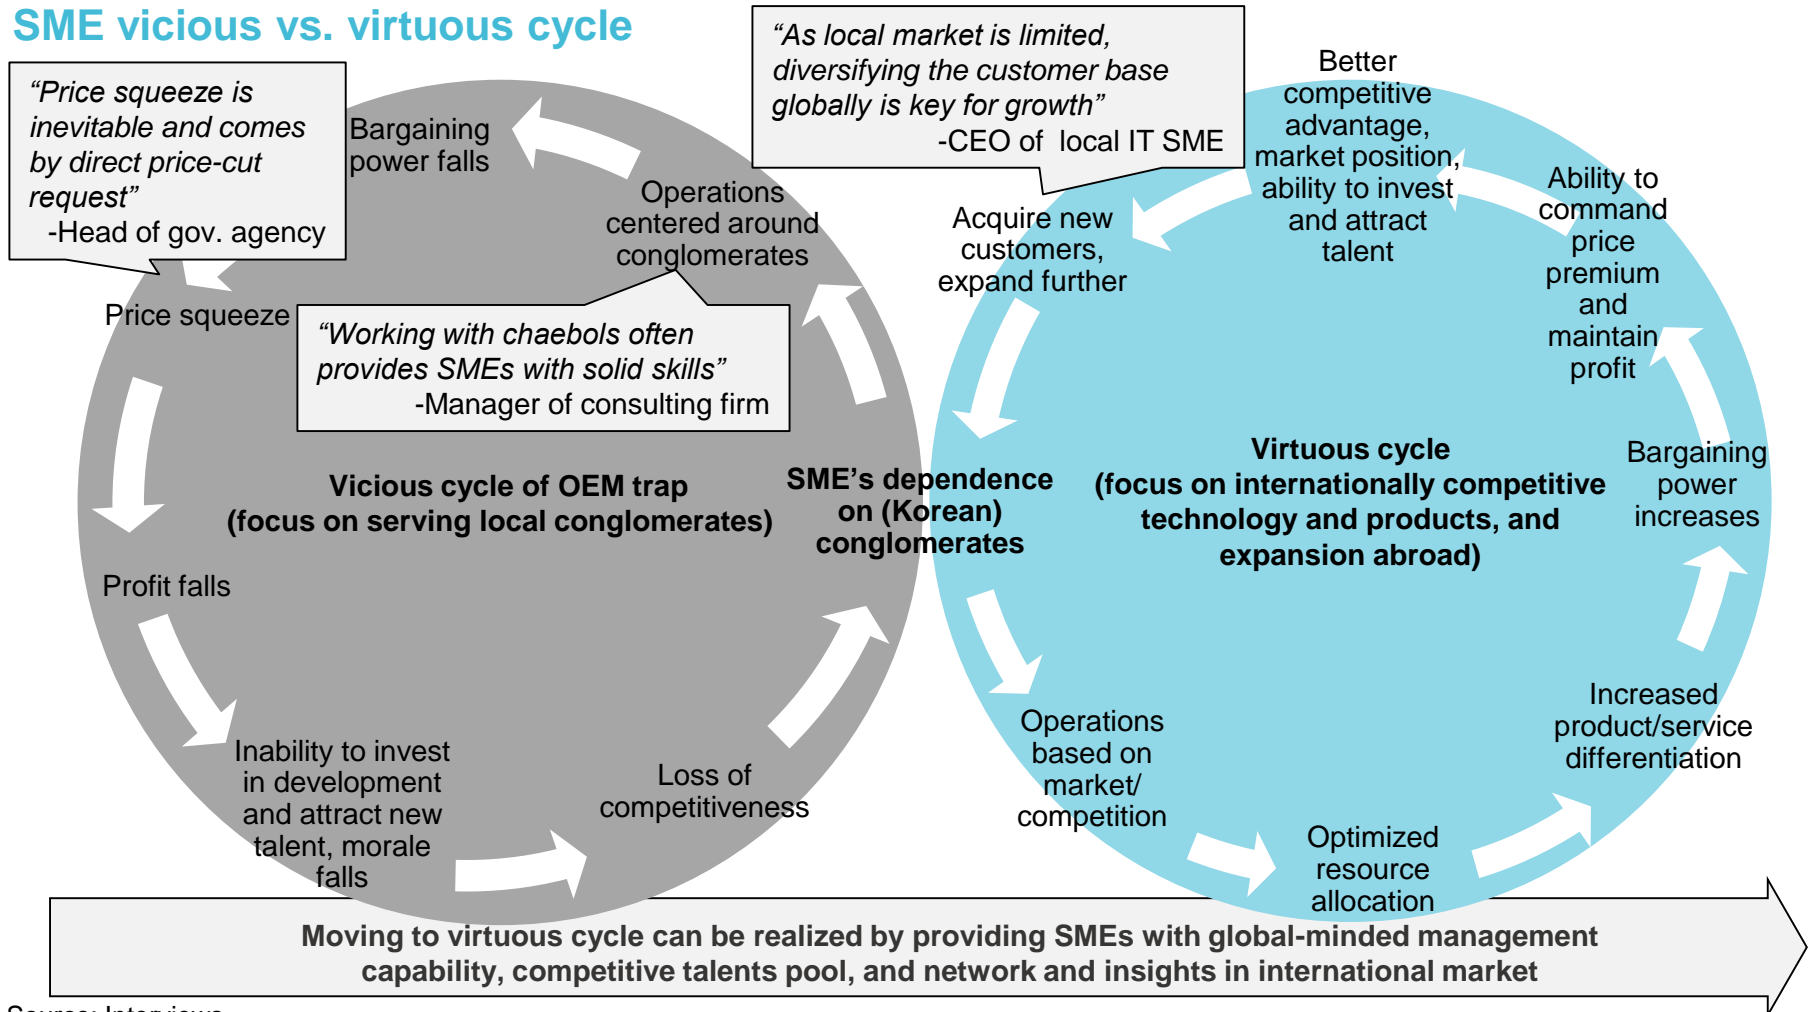 SME vicious vs. virtuous cycle
“Price squeeze is
inevitable and comes
by direct price-cut
request”
-Head of gov. agency
Bargaining
power falls
Operations
centered around
conglomerates
Price squeeze
“Working with chaebols often
provides SMEs with solid skills”
-Manager of consulting firm
Vicious cycle of OEM trap
(focus on serving local conglomerates)
Profit falls
Inability to invest
in development
and attract new
talent, morale
falls
Loss of
competitiveness
SME’s dependence
on (Korean)
conglomerates
“As local market is limited,
diversifying the customer base
globally is key for growth”
-CEO of local IT SME
Better
competitive
advantage,
market position,
ability to invest
and attract
talent
Acquire new
customers,
expand further
Ability to
command
price
premium
and
maintain
profit
Virtuous cycle
(focus on internationally competitive
technology and products, and
expansion abroad)
Bargaining
power
increases
Increased
product/service
differentiation
Operations
based on
market/
competition
Optimized
resource
allocation
Moving to virtuous cycle can be realized by providing SMEs with global-minded management
capability, competitive talents pool, and network and insights in international market
Source: Interviews